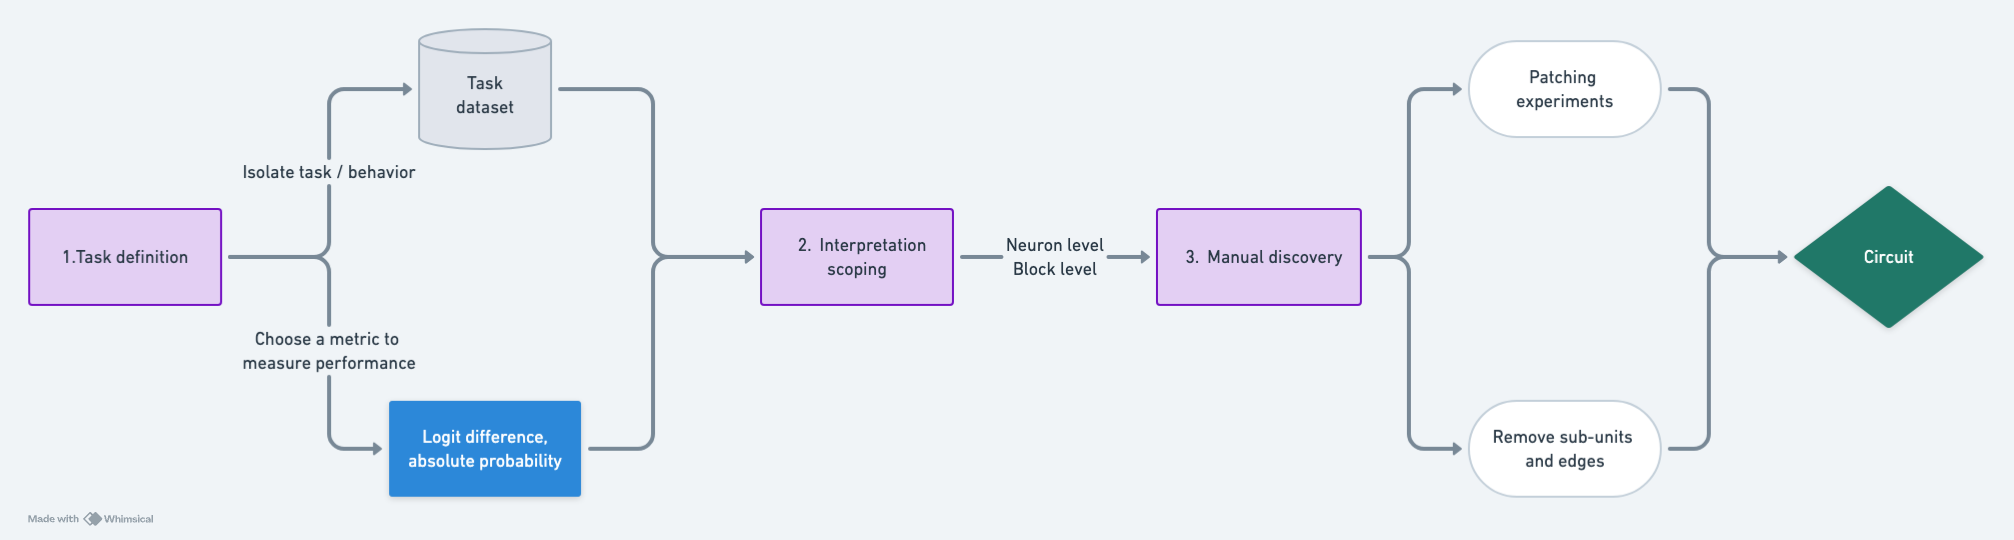 Task
dataset
Isolate task / behavior
1.Task definition
Choose a metric to
measure performance
Logit difference,
absolute probability
2. Interpretation
scoping
Neuron level
Block level
3. Manual discovery
Patching
experiments
Remove sub-units
and edges
Circuit
Made with Whimsical